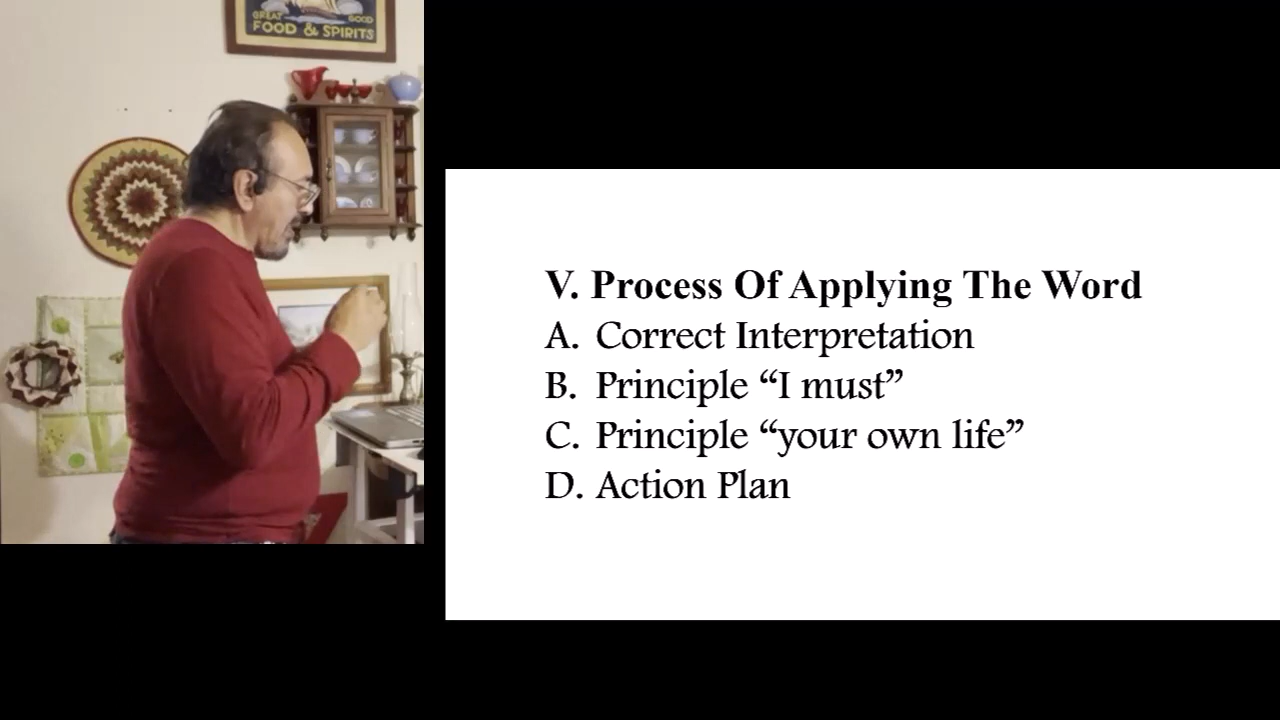 GREAT GOOD
FOOD & SPIRITS
V. Process Of Applying The Word
A. Correct Interpretation
B. Principle “I must”
C. Principle “your own life”
D. Action Plan